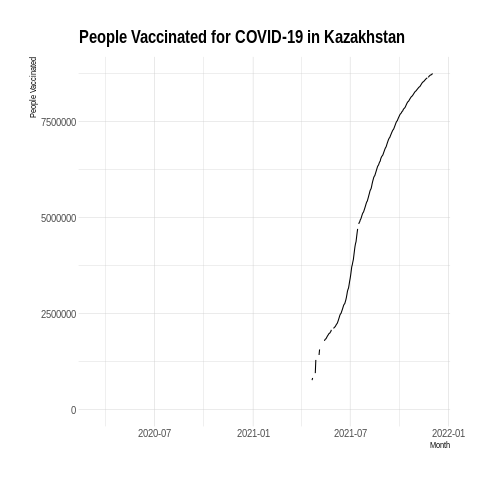 People Vaccinated for COVID-19 in Kazakhstan
People Vaccinated
7500000
5000000
2500000
0
2020-07 2021-01 2021-07 2022-01
Month